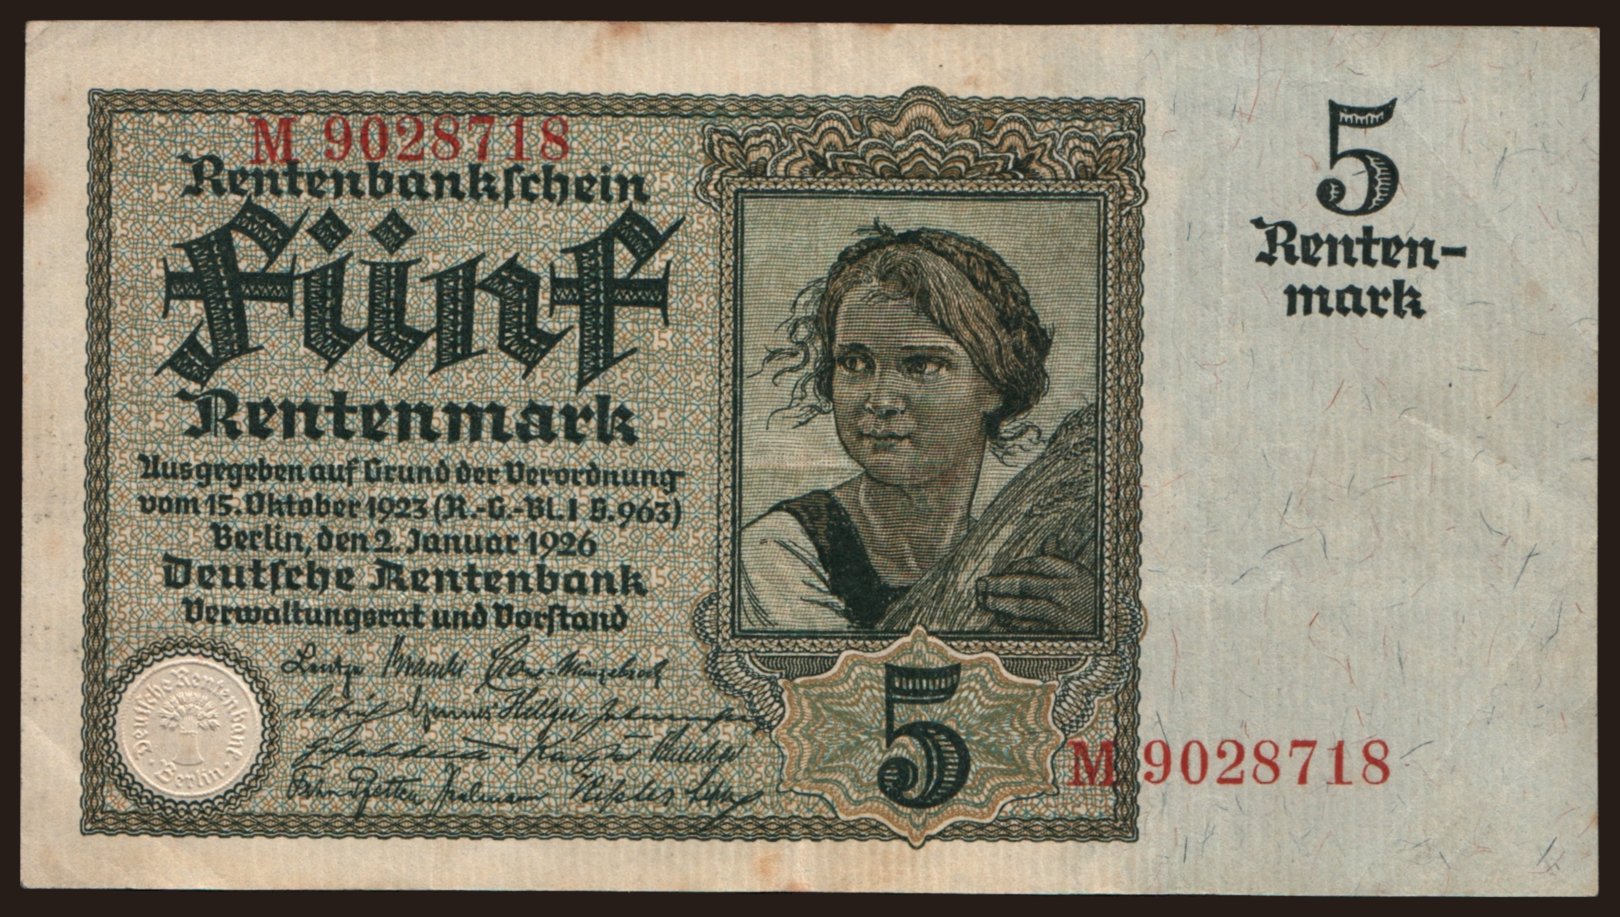 M 9028718
Rentenbankſchein
Fünf
Rentenmark
Ausgegeben auf Grund der Verordnung
vom 15. Oktober 1923 (R.-G.-Bl. I S. 963)
Berlin, den 2. Januar 1926
Deutſche Rentenbank
Verwaltungsrat und Vorſtand
Deutſche Rentenbank
Berlin
5
M 9028718
5
Renten-
mark